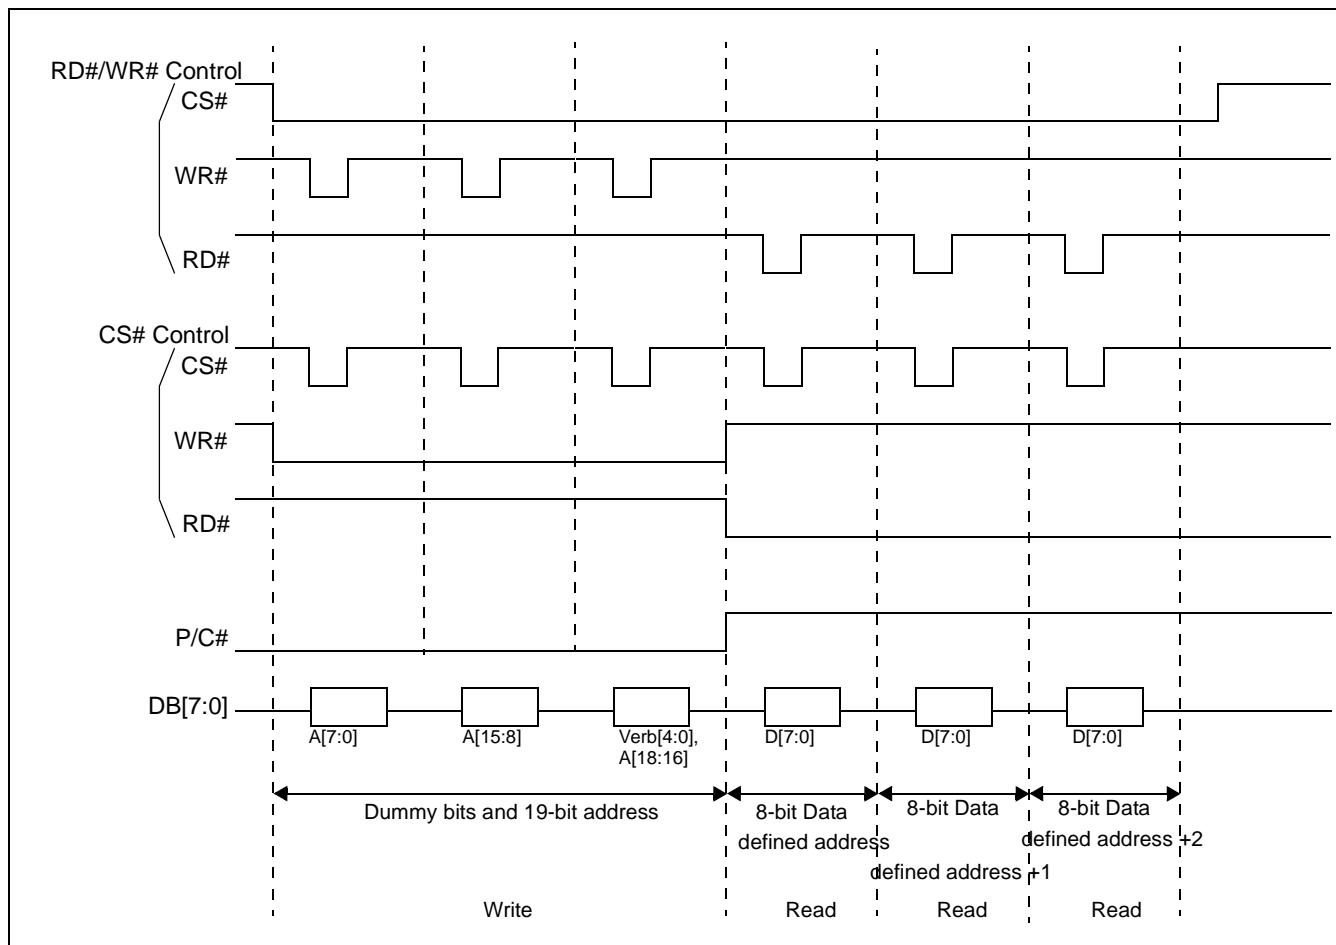 RD#/WR# Control
CS#
WR#
RD#
CS# Control
CS#
WR#
RD#
P/C#
DB[7:0]
A[7:0] A[15:8] Verb[4:0], D[7:0] D[7:0] D[7:0]
A[18:16]
Dummy bits and 19-bit address 8-bit Data 8-bit Data 8-bit Data
defined address defined address +2
defined address +1
Write Read Read Read